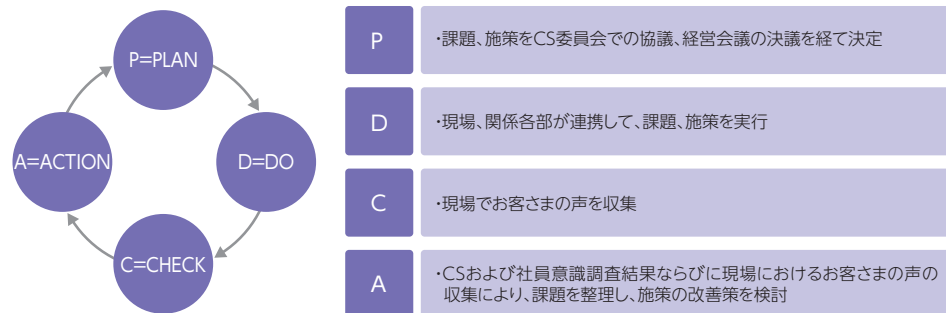 P=PLAN
D=DO
C=CHECK
A=ACTION
P
・課題、施策をCS委員会での協議、経営会議の決議を経て決定
D
・現場、関係各部が連携して、課題、施策を実行
C
・現場でお客さまの声を収集
A
・CSおよび社員意識調査結果ならびに現場におけるお客さまの声の
収集により、課題を整理し、施策の改善策を検討